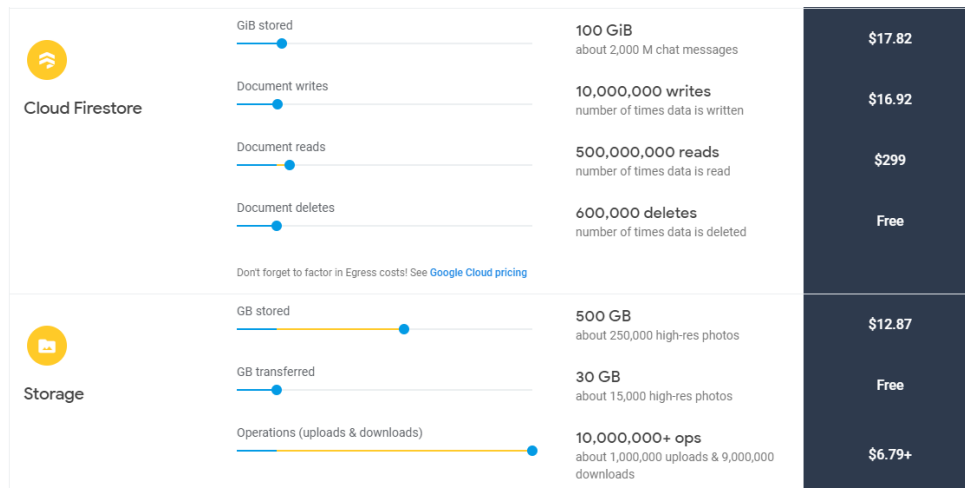 GiB stored
100 GiB
about 2,000 M chat messages
$17.82
Cloud Firestore
Document writes
10,000,000 writes
number of times data is written
$16.92
Document reads
500,000,000 reads
number of times data is read
$299
Document deletes
600,000 deletes
number of times data is deleted
Free
Don't forget to factor in Egress costs! See Google Cloud pricing
GB stored
500 GB
about 250,000 high-res photos
$12.87
Storage
GB transferred
30 GB
about 15,000 high-res photos
Free
Operations (uploads & downloads)
10,000,000+ ops
about 1,000,000 uploads & 9,000,000
downloads
$6.79+